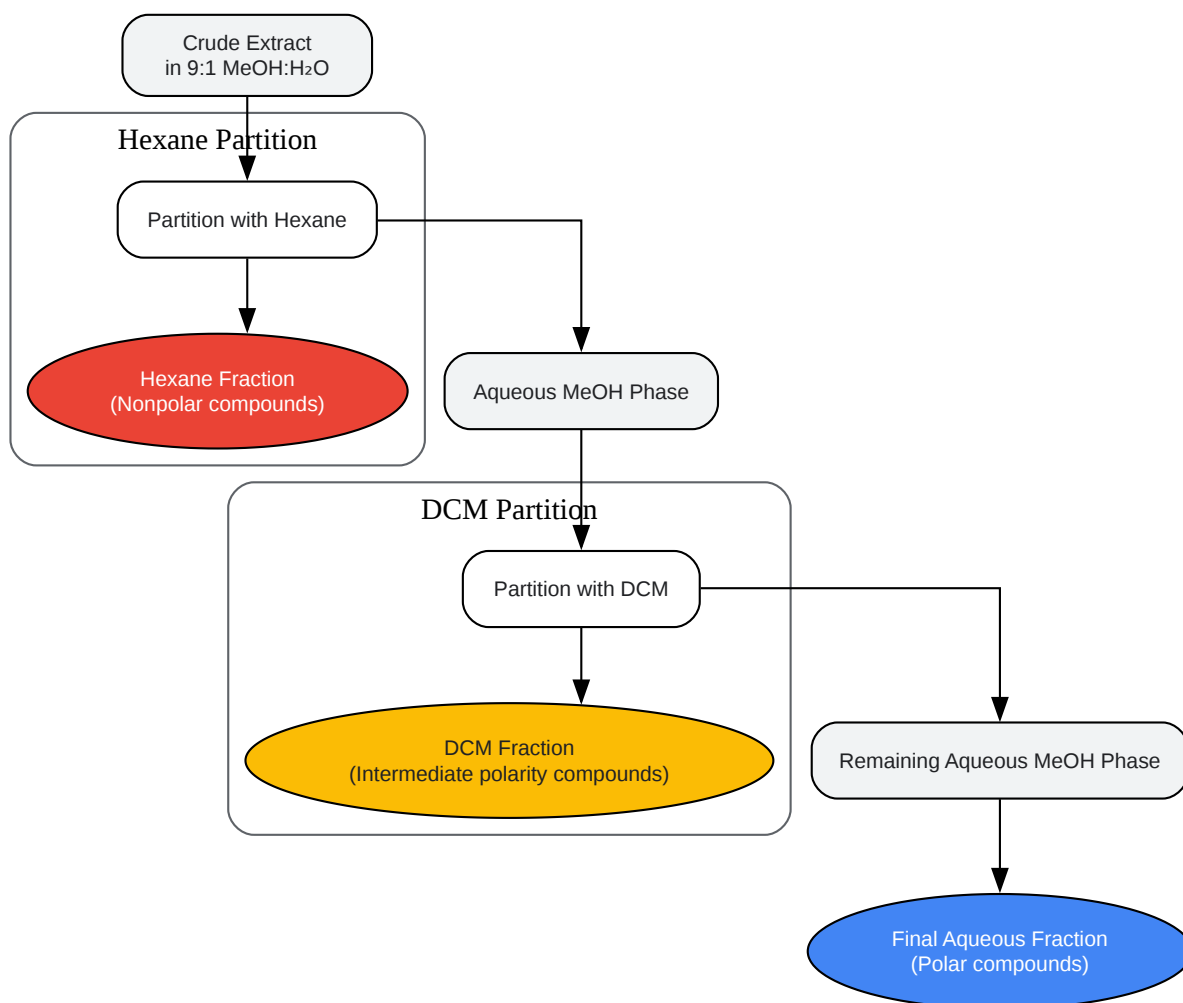 Crude Extract
in 9:1 MeOH:H₂O
Hexane Partition
Partition with Hexane
Hexane Fraction
(Nonpolar compounds)
Aqueous MeOH Phase
DCM Partition
Partition with DCM
DCM Fraction
(Intermediate polarity compounds)
Remaining Aqueous MeOH Phase
Final Aqueous Fraction
(Polar compounds)